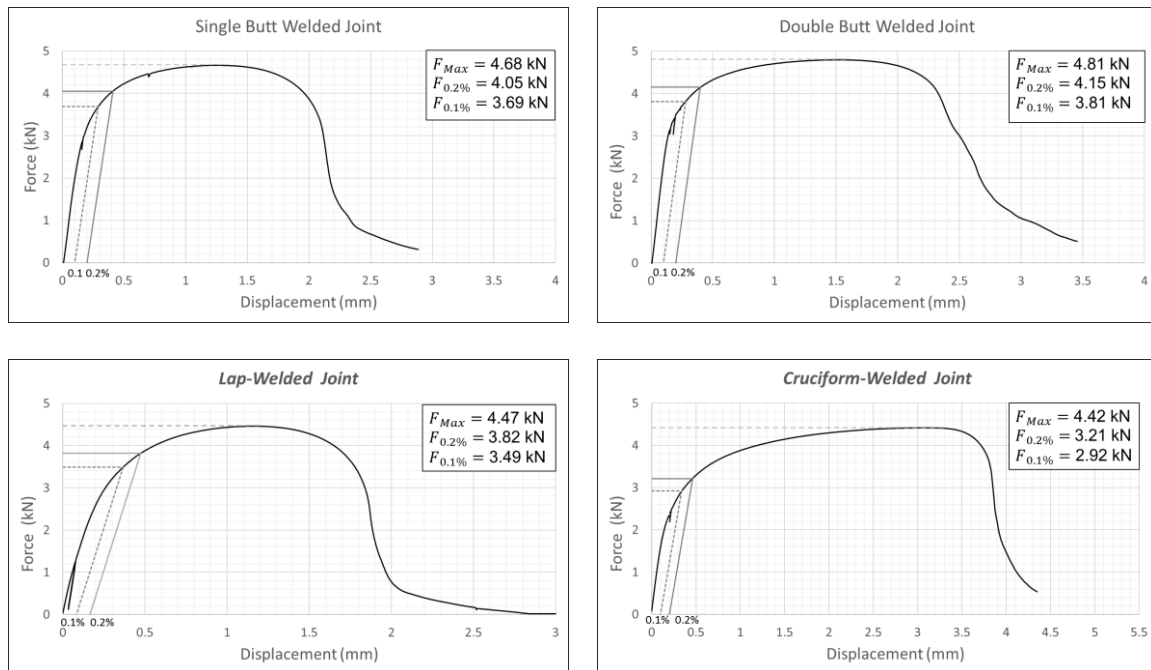 Single Butt Welded Joint
F_Max = 4.68 kN
F_0.2% = 4.05 kN
F_0.1% = 3.69 kN
Force (kN)
5
4
3
2
1
0
0 0.5 1 1.5 2 2.5 3 3.5 4
0.1 0.2%
Displacement (mm)
Double Butt Welded Joint
F_Max = 4.81 kN
F_0.2% = 4.15 kN
F_0.1% = 3.81 kN
Force (kN)
5
4
3
2
1
0
0 0.5 1 1.5 2 2.5 3 3.5 4
0.1 0.2%
Displacement (mm)
Lap-Welded Joint
F_Max = 4.47 kN
F_0.2% = 3.82 kN
F_0.1% = 3.49 kN
Force (kN)
5
4
3
2
1
0
0 0.5 1 1.5 2 2.5 3
0.1% 0.2%
Displacement (mm)
Cruciform-Welded Joint
F_Max = 4.42 kN
F_0.2% = 3.21 kN
F_0.1% = 2.92 kN
Force (kN)
5
4
3
2
1
0
0 0.5 1 1.5 2 2.5 3 3.5 4 4.5 5 5.5
0.1% 0.2%
Displacement (mm)